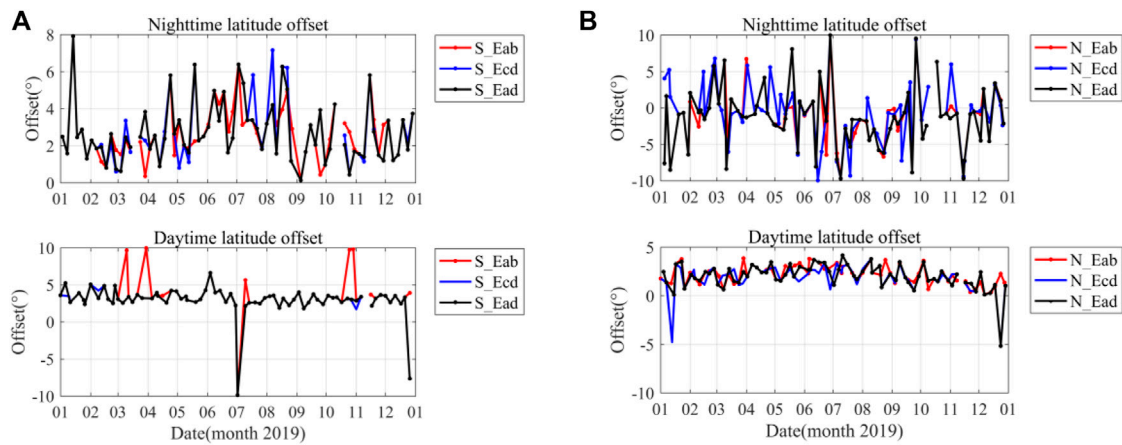 A
Nighttime latitude offset
8
6
4
2
0
Offset(°)
01 02 03 04 05 06 07 08 09 10 11 12 01
S_Eab
S_Ecd
S_Ead
Daytime latitude offset
10
5
0
-5
-10
Offset(°)
01 02 03 04 05 06 07 08 09 10 11 12 01
Date(month 2019)
S_Eab
S_Ecd
S_Ead
B
Nighttime latitude offset
10
5
0
-5
-10
Offset(°)
01 02 03 04 05 06 07 08 09 10 11 12 01
N_Eab
N_Ecd
N_Ead
Daytime latitude offset
5
0
-5
-10
Offset(°)
01 02 03 04 05 06 07 08 09 10 11 12 01
Date(month 2019)
N_Eab
N_Ecd
N_Ead